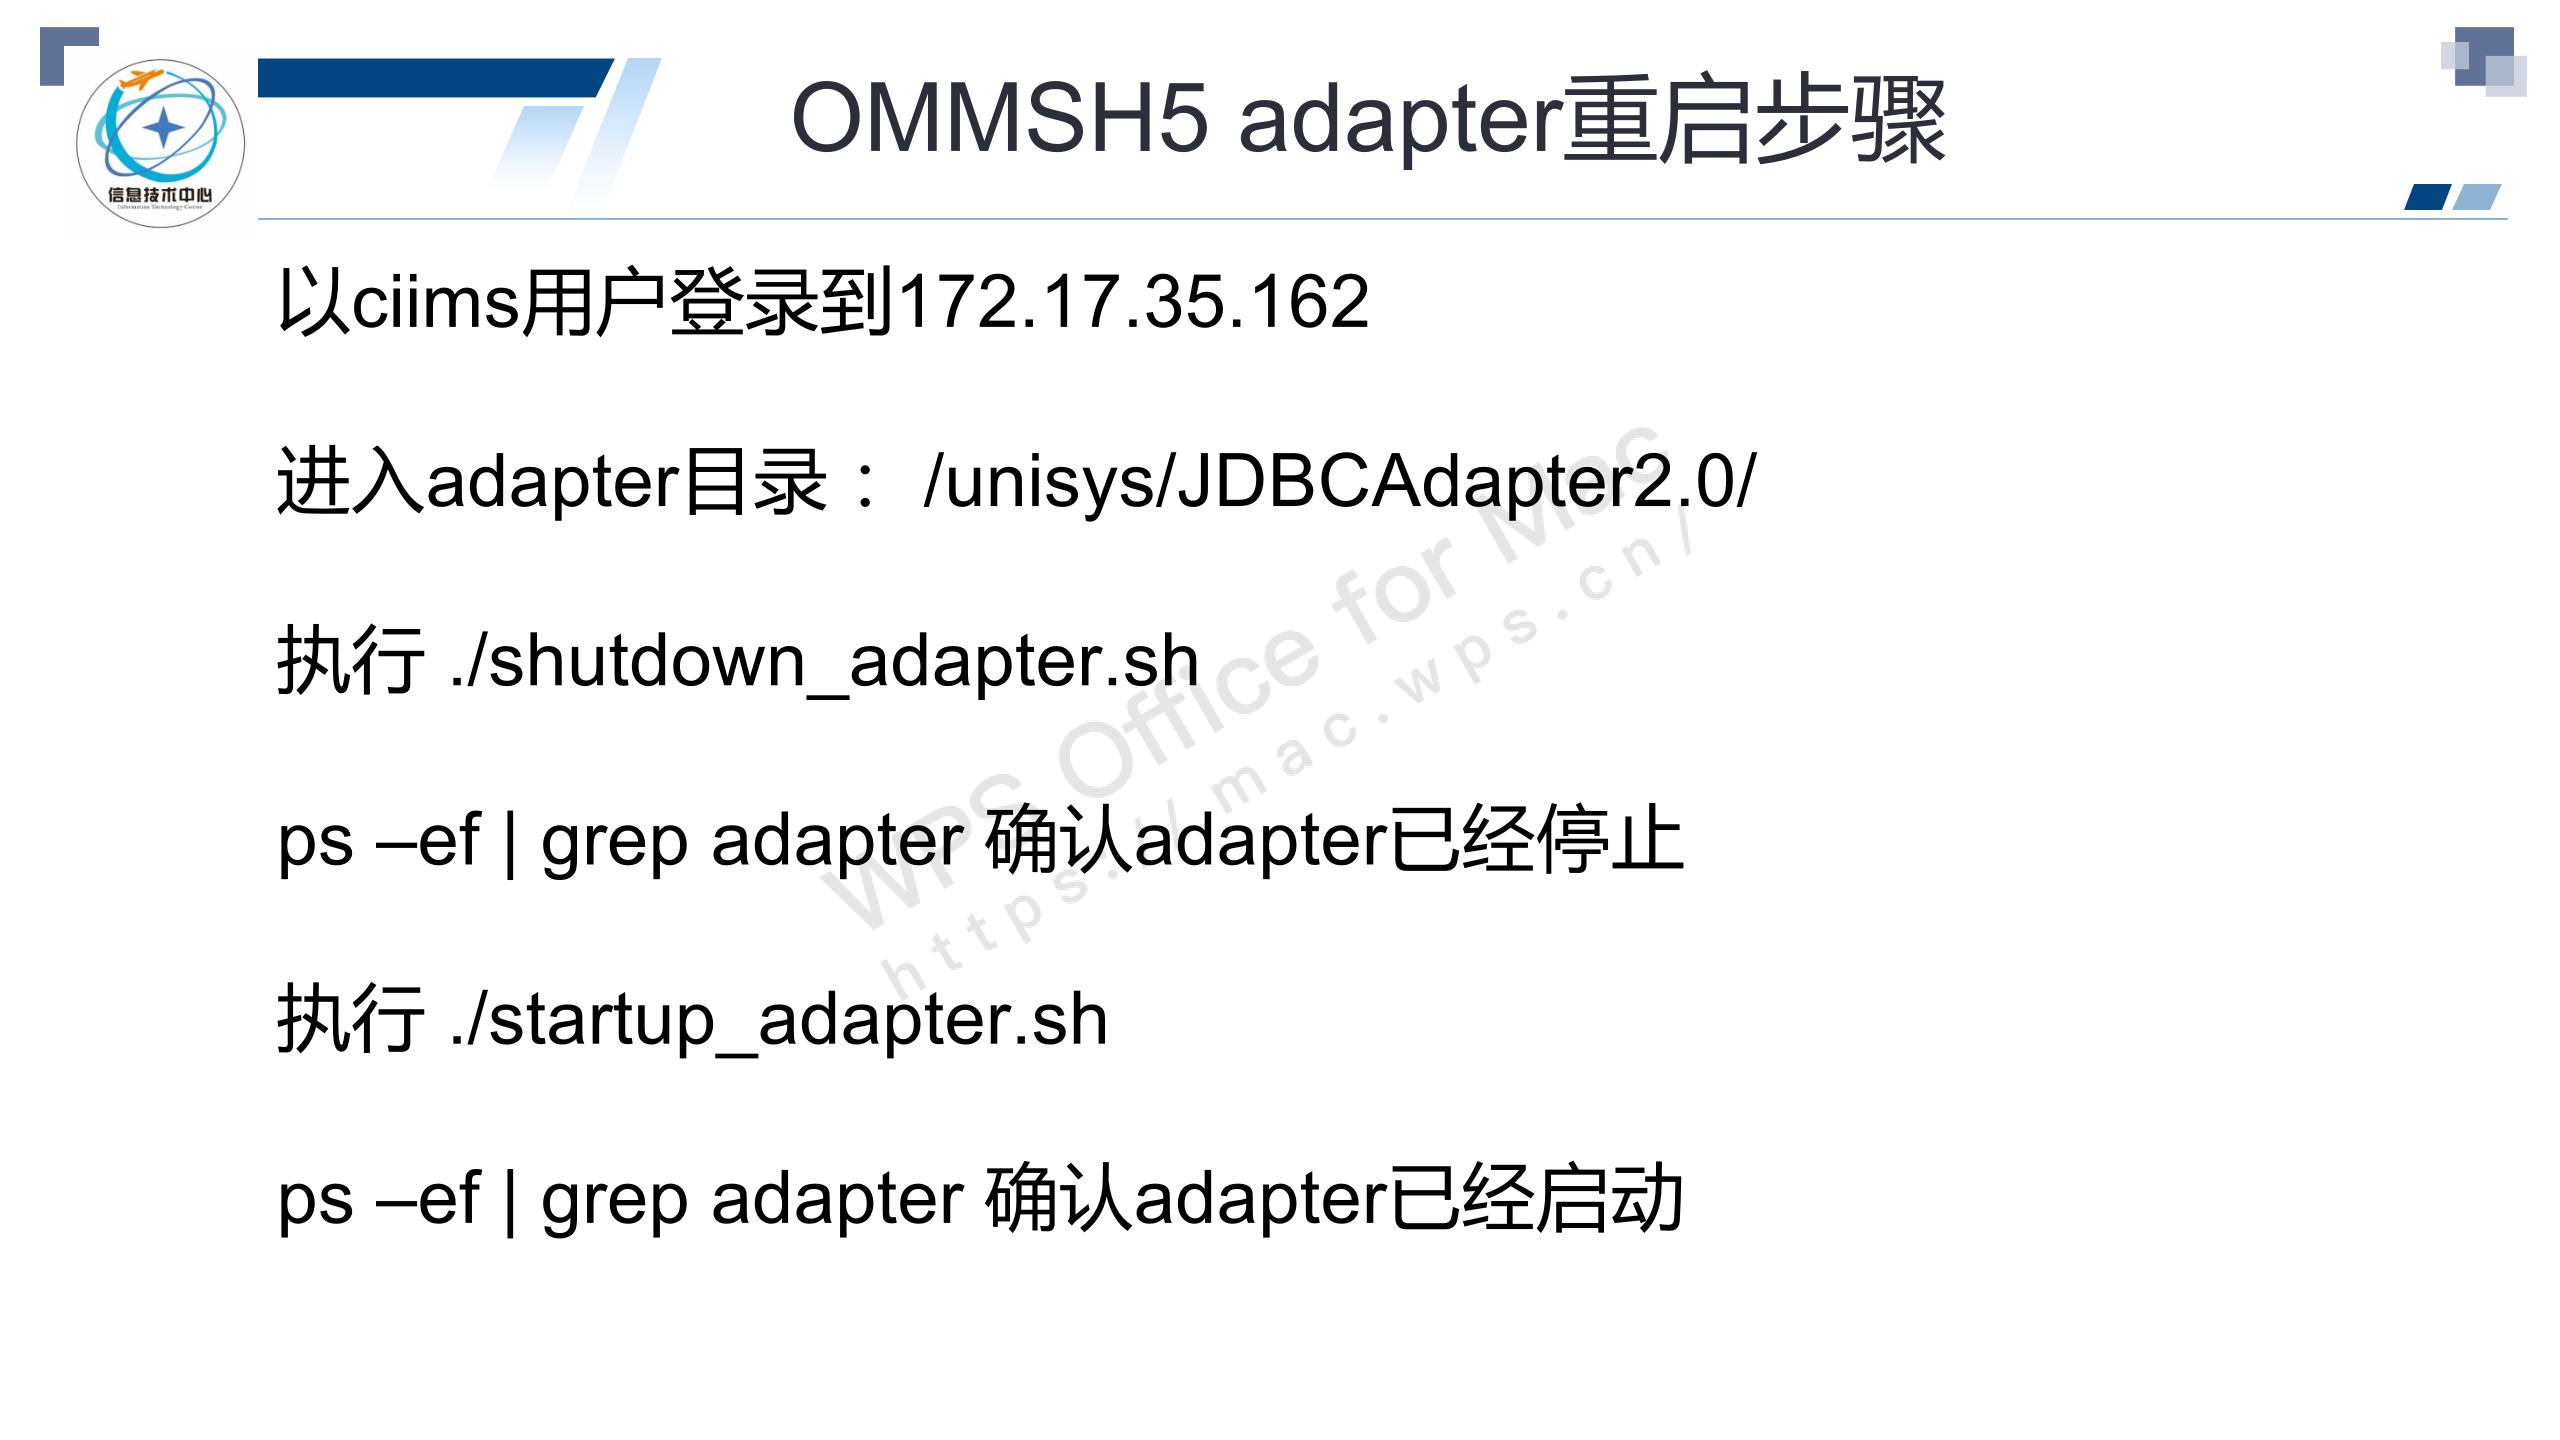 OMMSH5 adapter重启步骤
信息技术中心
Information Technology Center
以ciims用户登录到172.17.35.162
进入adapter目录： /unisys/JDBCAdapter2.0/
执行 ./shutdown_adapter.sh
ps –ef | grep adapter 确认adapter已经停止
执行 ./startup_adapter.sh
ps –ef | grep adapter 确认adapter已经启动
WPS Office for Mac
https://mac.wps.cn/